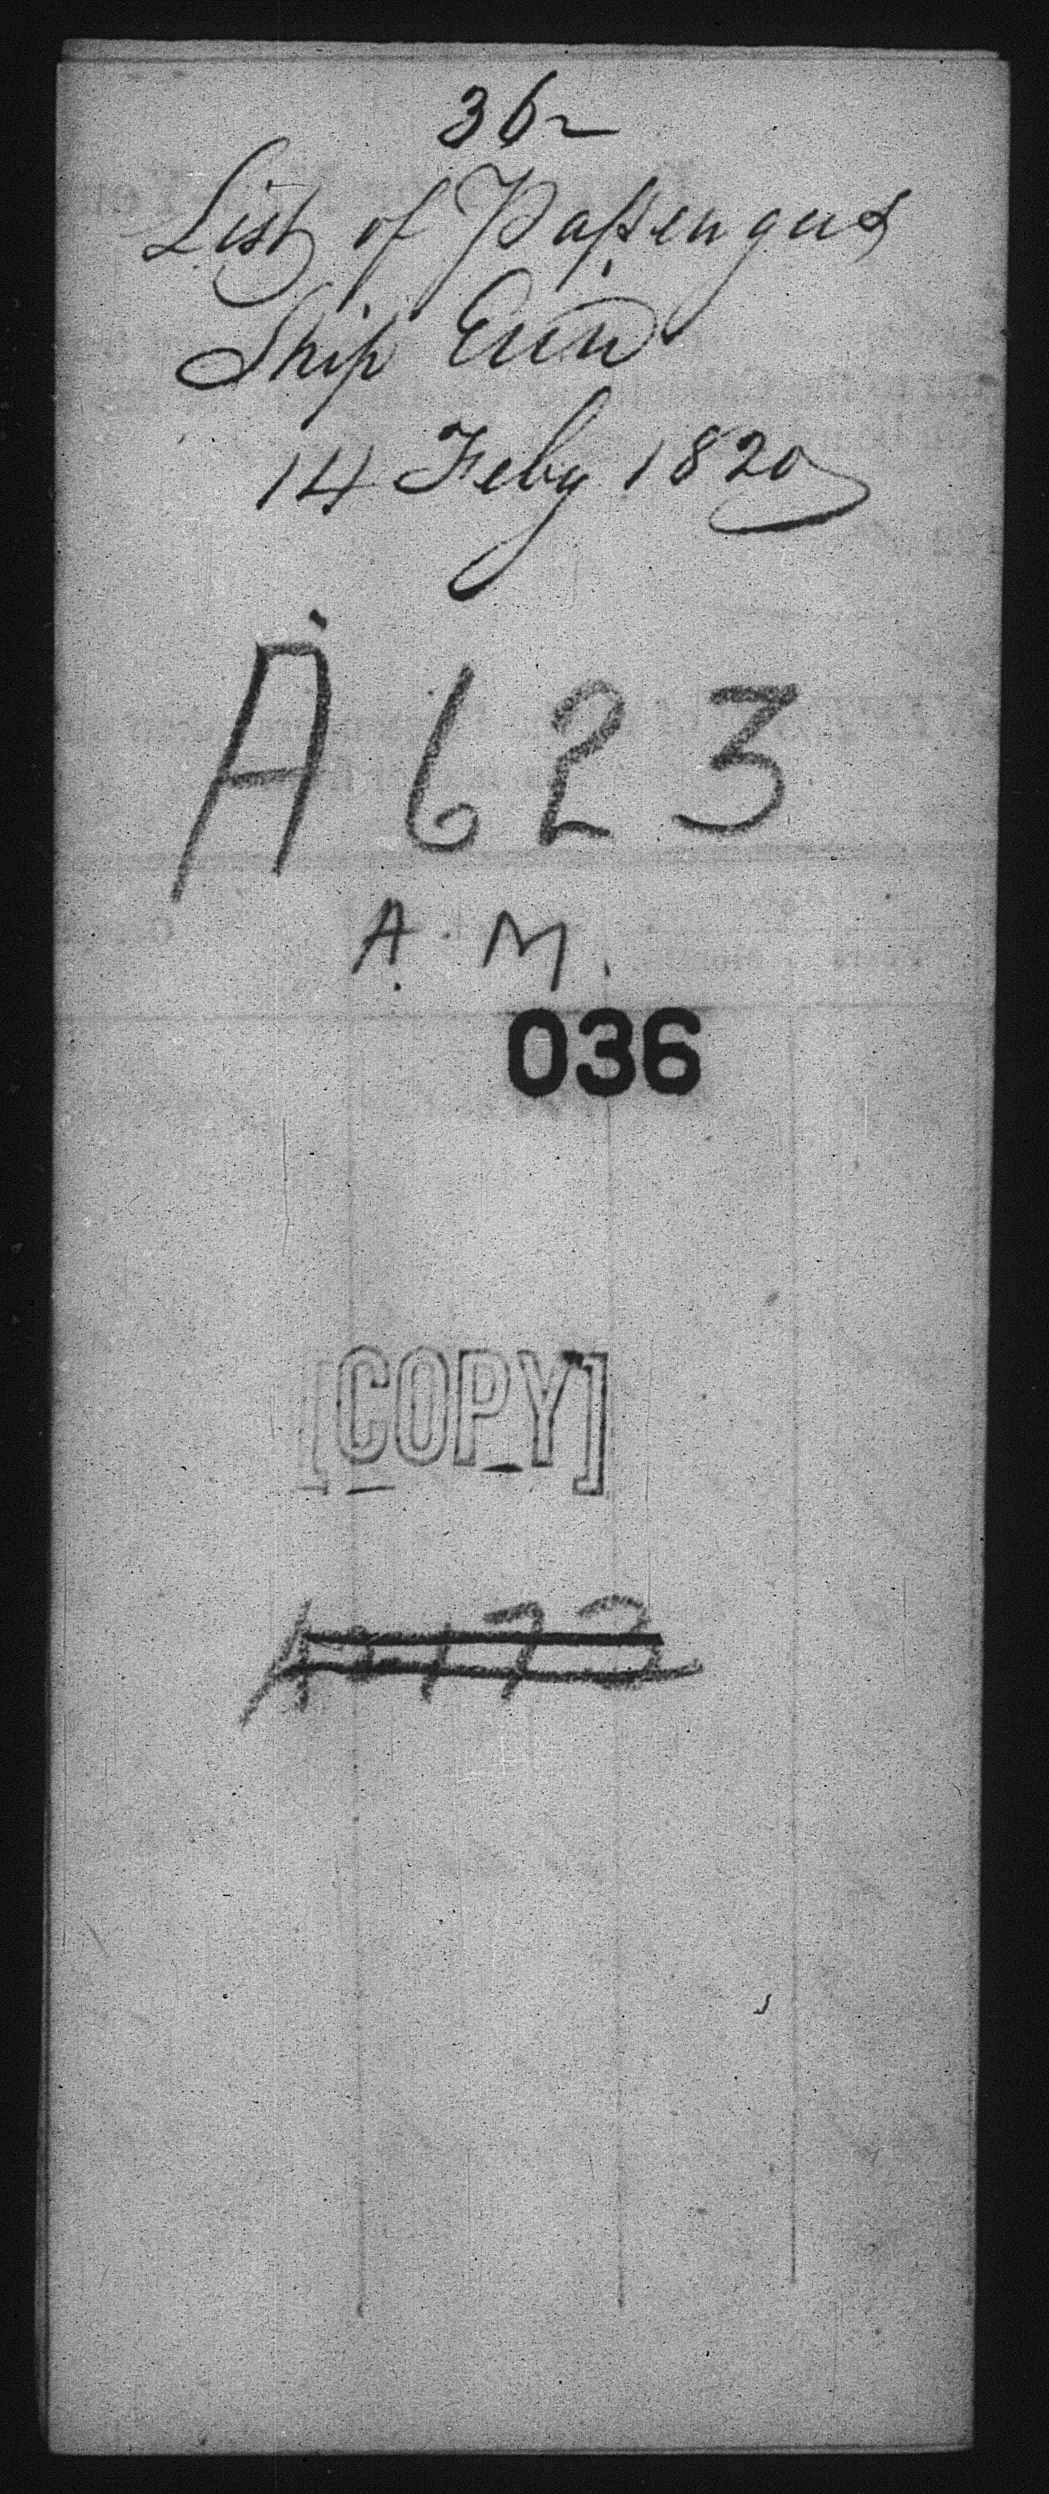 36
List of Passengers
Ship Erin
14 Feby 1820
A 623
A. M.
036
[COPY]